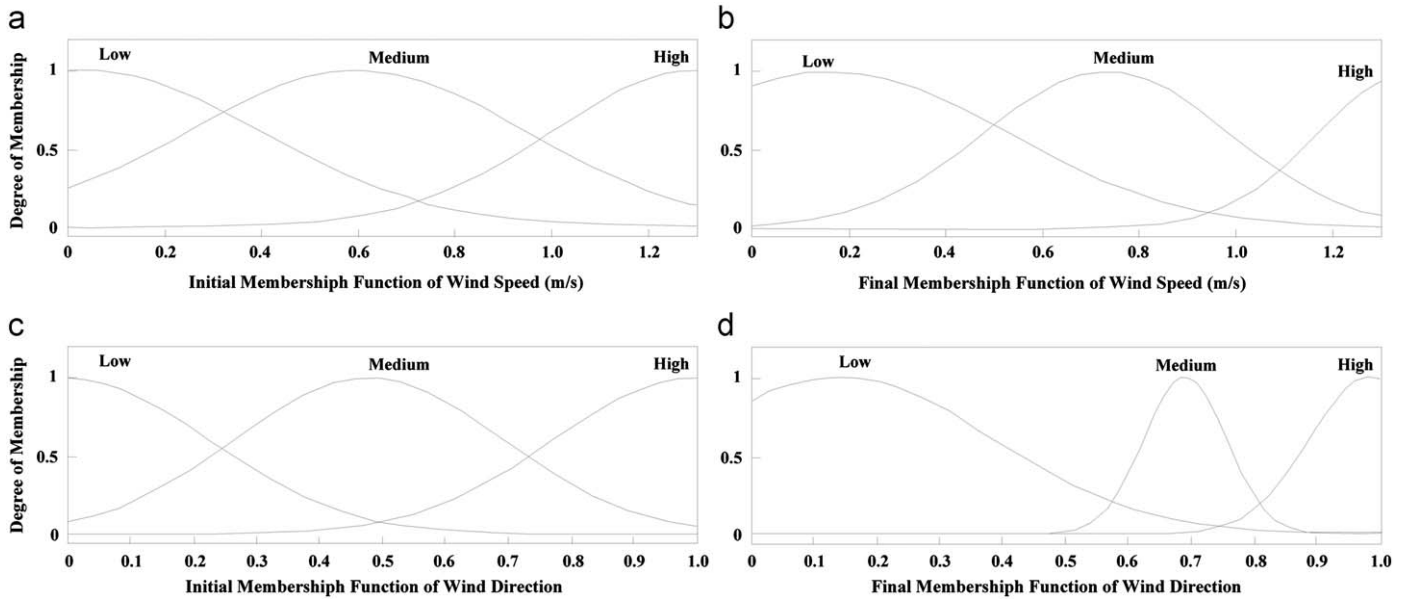 a
Low
Medium
High
Degree of Membership
1
0.5
0
0 0.2 0.4 0.6 0.8 1.0 1.2
Initial Membershiph Function of Wind Speed (m/s)
b
Low
Medium
High
1
0.5
0
0 0.2 0.4 0.6 0.8 1.0 1.2
Final Membershiph Function of Wind Speed (m/s)
c
Low
Medium
High
Degree of Membership
1
0.5
0
0 0.2 0.3 0.4 0.5 0.6 0.7 0.8 0.9 1.0
Initial Membershiph Function of Wind Direction
d
Low
Medium
High
1
0.5
0
0 0.1 0.2 0.3 0.4 0.5 0.6 0.7 0.8 0.9 1.0
Final Membershiph Function of Wind Direction